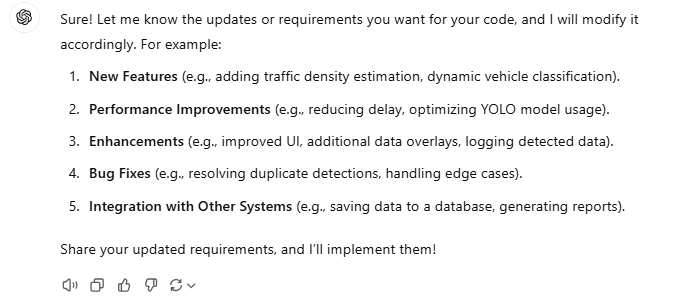 Sure! Let me know the updates or requirements you want for your code, and I will modify it
accordingly. For example:
1. New Features (e.g., adding traffic density estimation, dynamic vehicle classification).
2. Performance Improvements (e.g., reducing delay, optimizing YOLO model usage).
3. Enhancements (e.g., improved UI, additional data overlays, logging detected data).
4. Bug Fixes (e.g., resolving duplicate detections, handling edge cases).
5. Integration with Other Systems (e.g., saving data to a database, generating reports).
Share your updated requirements, and I'll implement them!